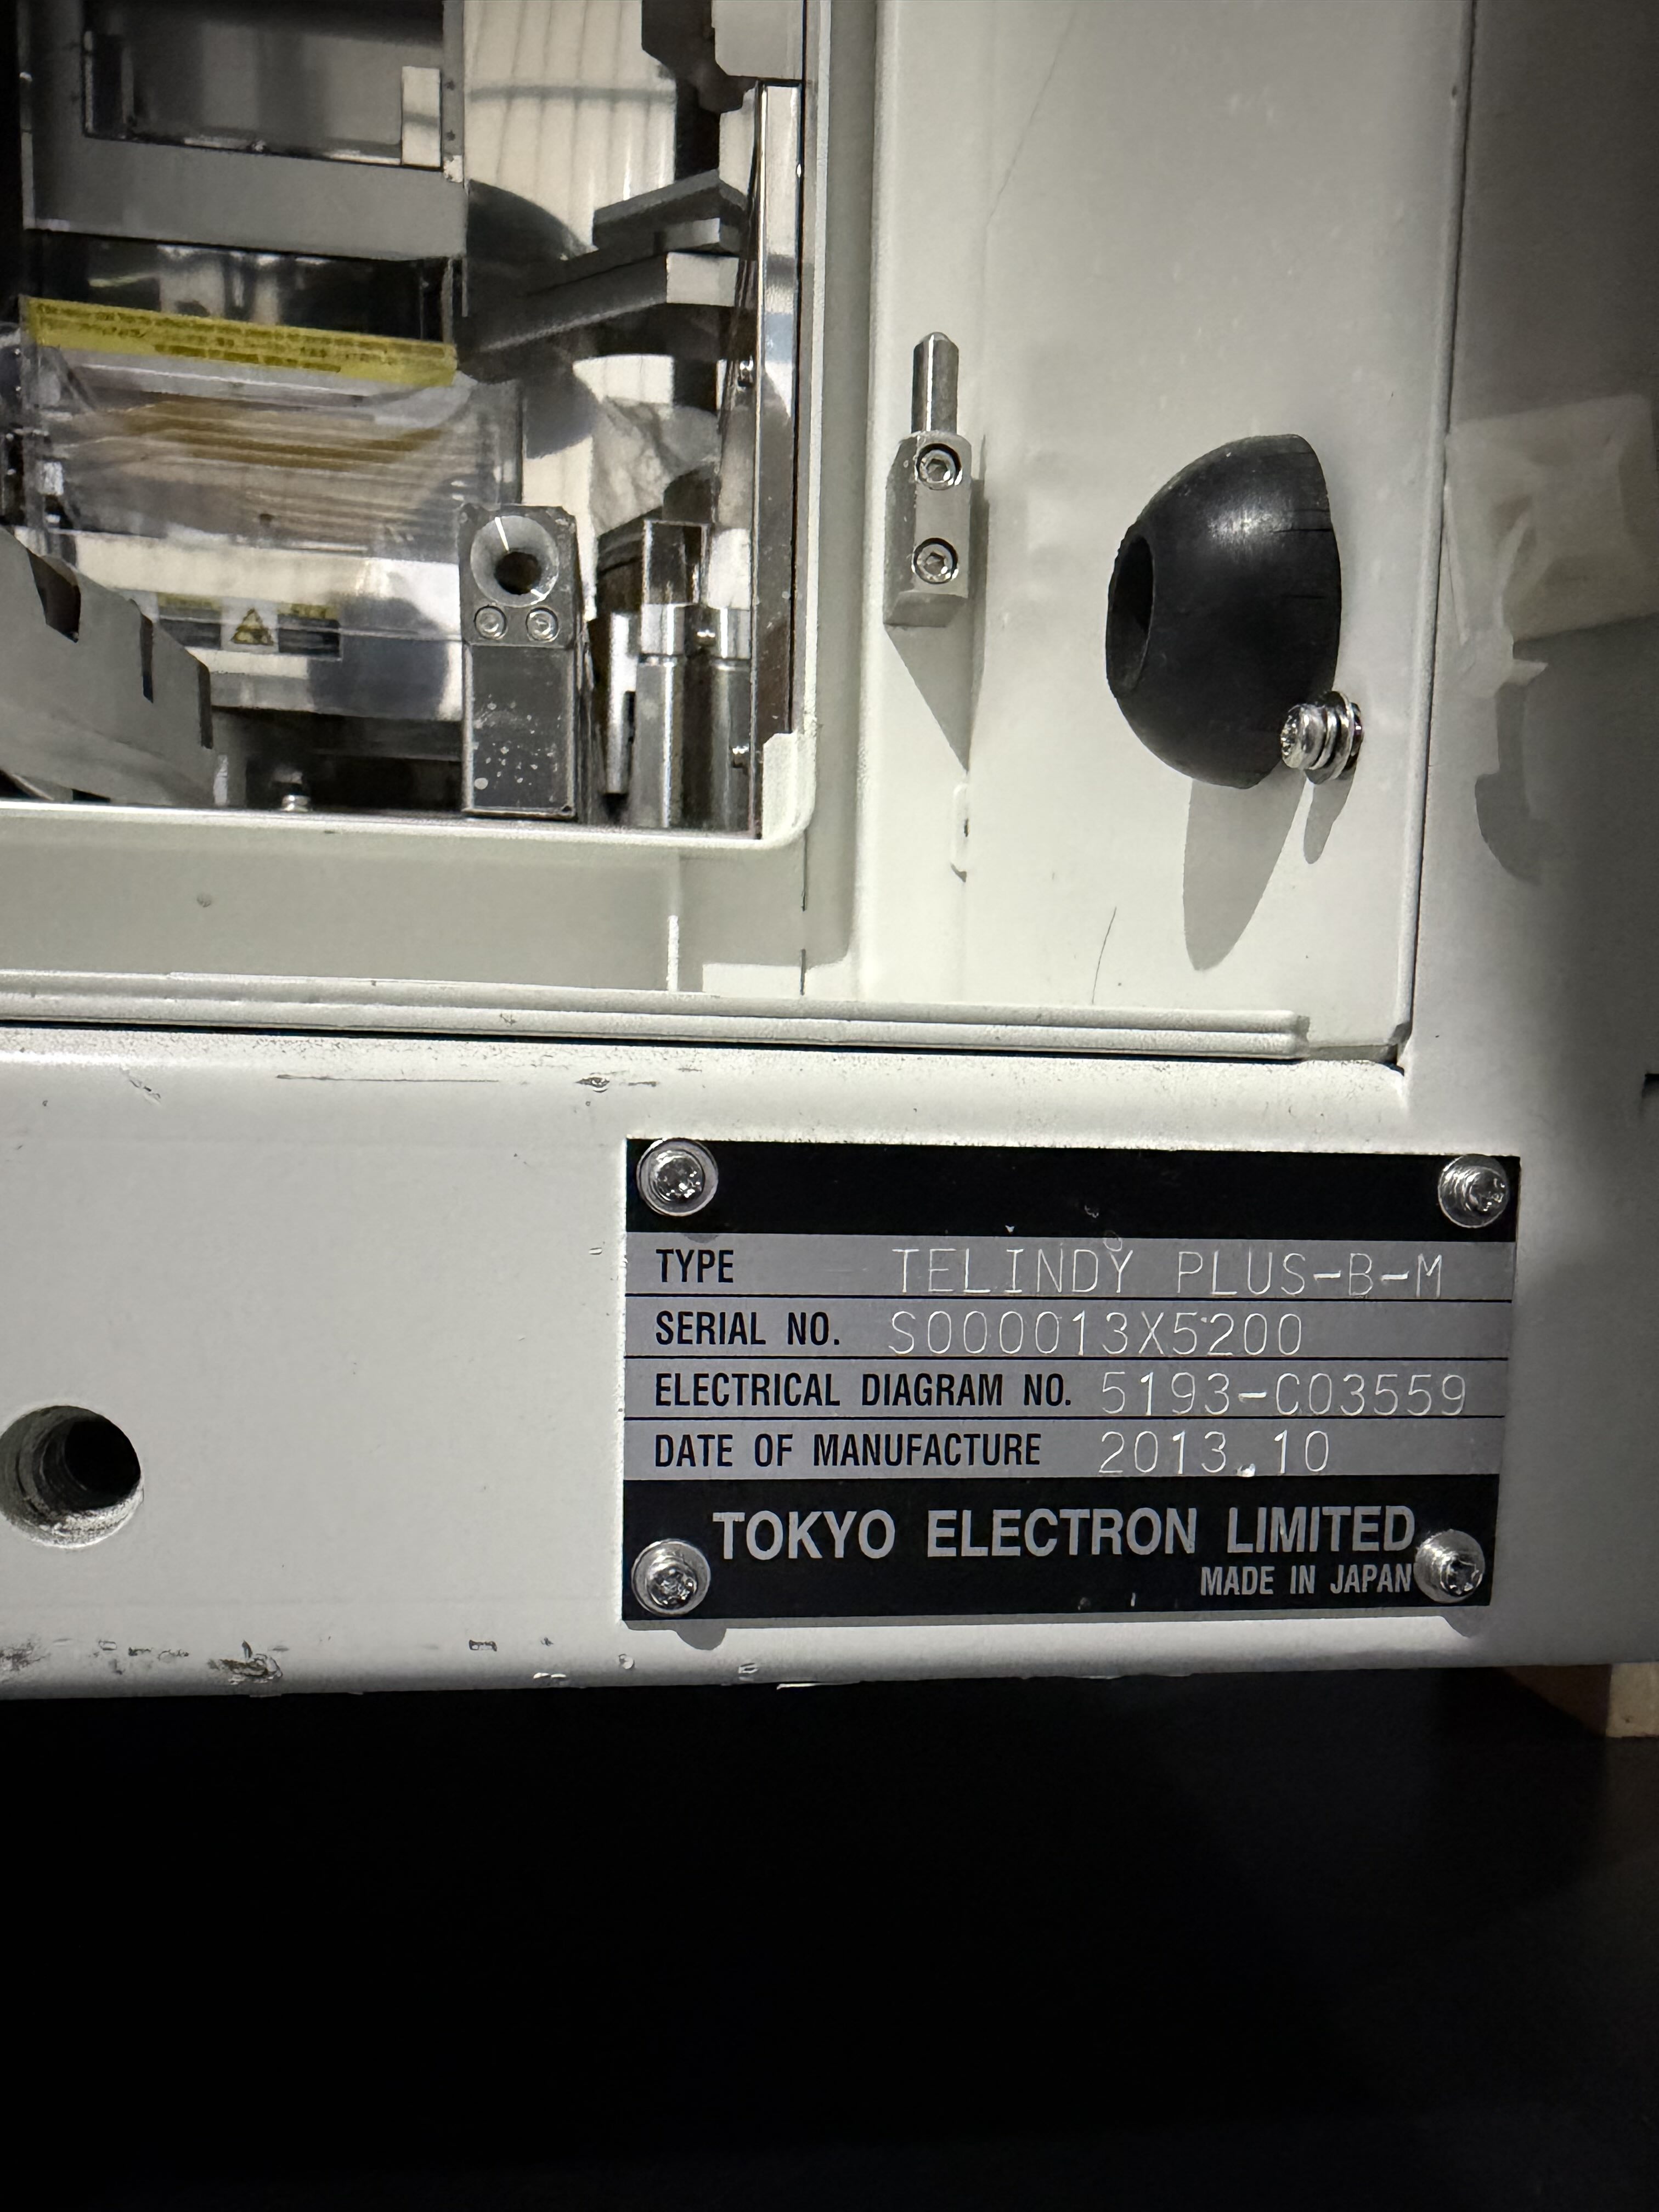 TYPE TELINDY PLUS-B-M
SERIAL NO. S000013X5200
ELECTRICAL DIAGRAM NO. 5193-C03559
DATE OF MANUFACTURE 2013.10
TOKYO ELECTRON LIMITED
MADE IN JAPAN